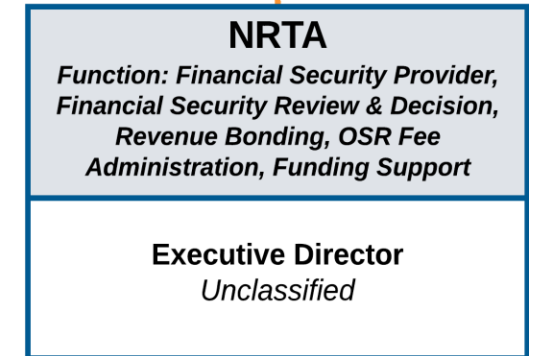 NRTA
Function: Financial Security Provider,
Financial Security Review & Decision,
Revenue Bonding, OSR Fee
Administration, Funding Support
Executive Director
Unclassified